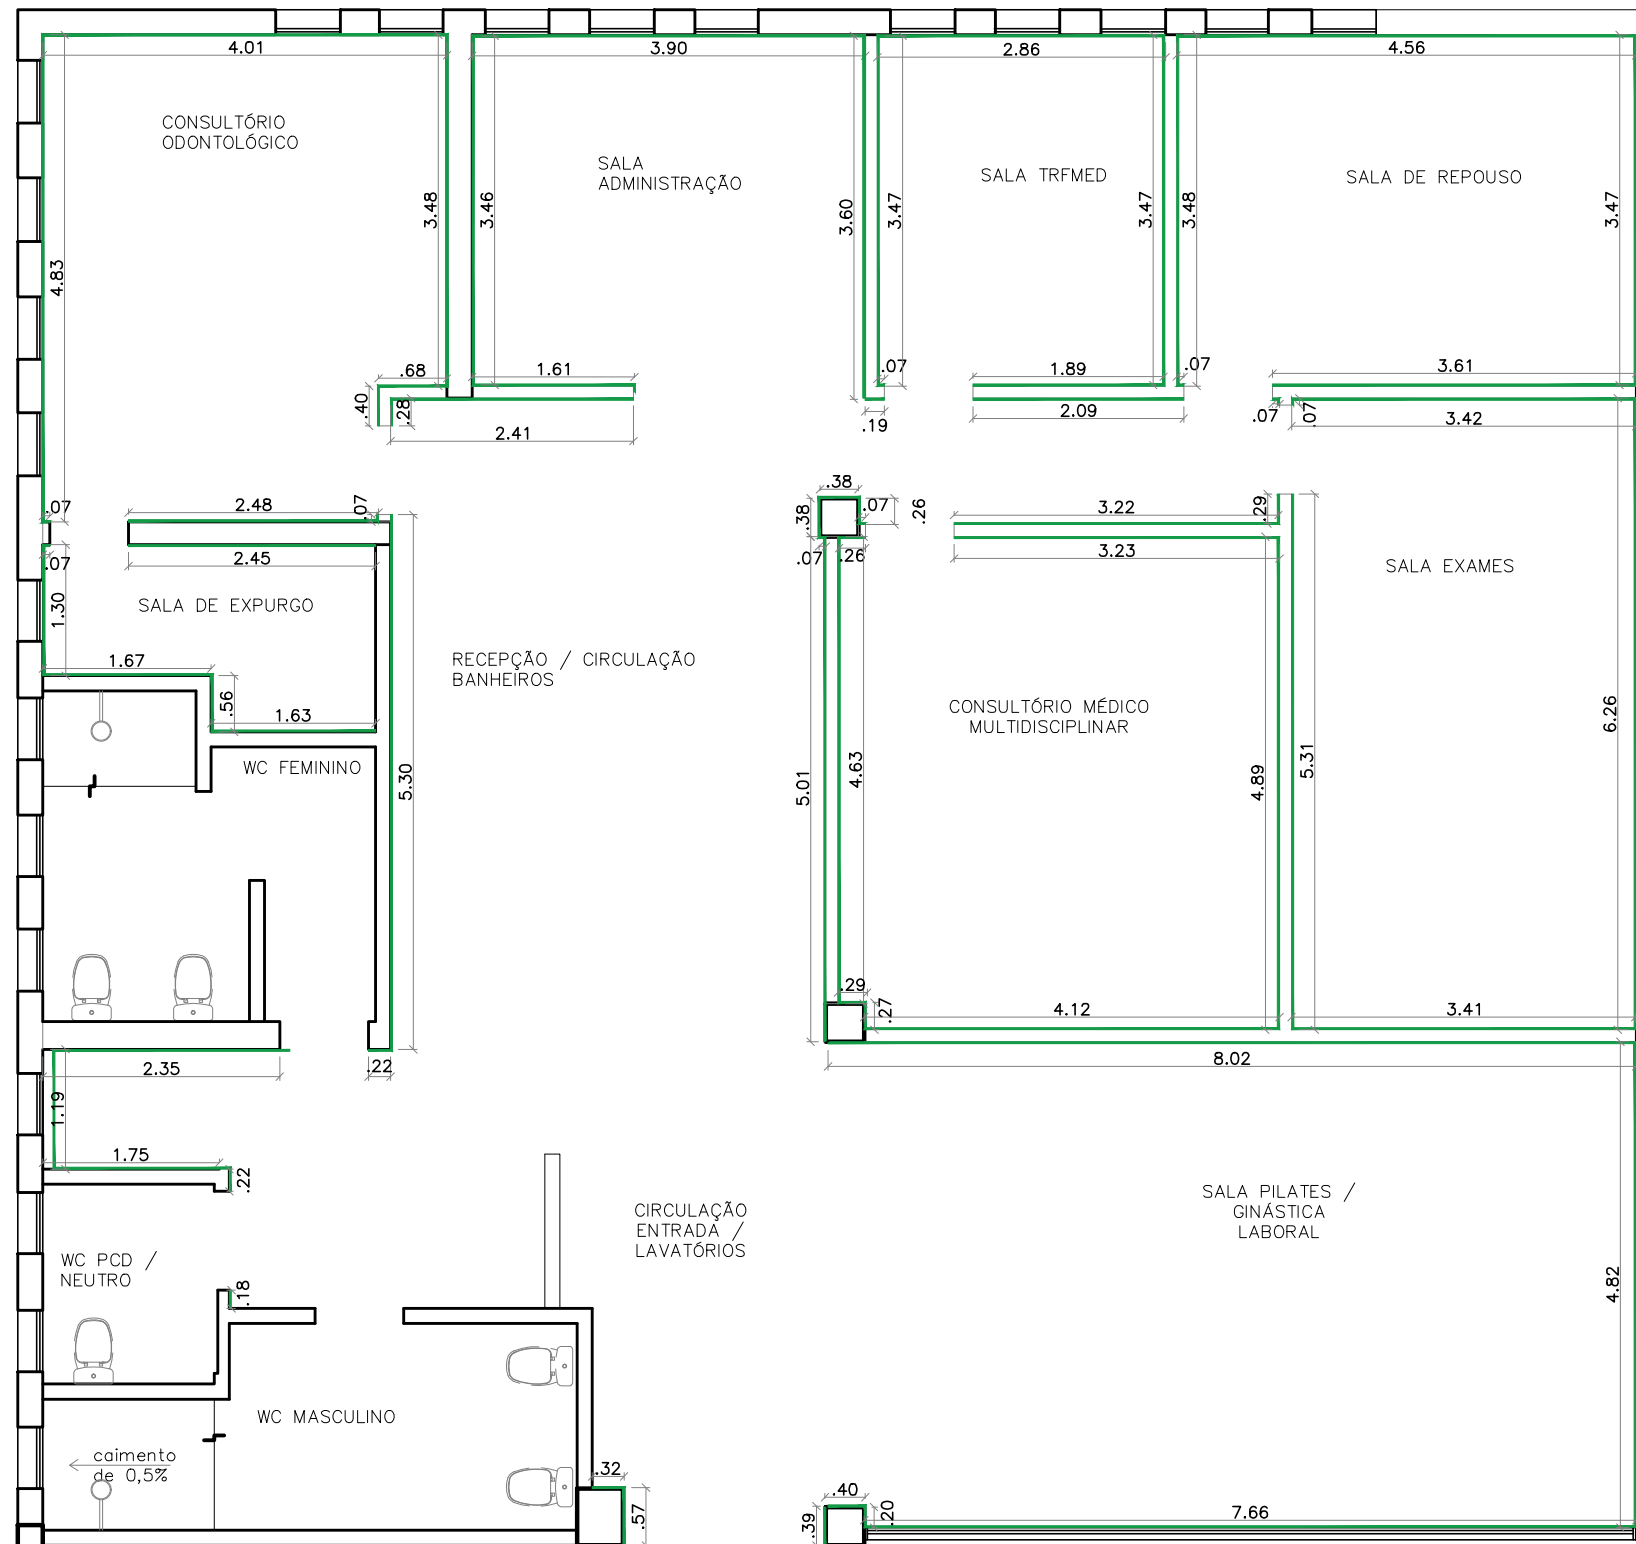 4.01
3.90
2.86
4.56
CONSULTÓRIO
ODONTOLÓGICO
SALA
ADMINISTRAÇÃO
SALA TRFMED
SALA DE REPOUSO
4.83
3.48
3.46
3.60
3.47
3.47
3.48
3.47
.68
1.61
.07
1.89
.07
3.61
.40
.28
2.41
.19
2.09
.07
.07
3.42
.07
2.48
.07
.38
.38
.07
.26
3.22
.29
.07
2.45
.07
.26
3.23
1.30
SALA DE EXPURGO
SALA EXAMES
1.67
.56
1.63
RECEPÇÃO / CIRCULAÇÃO
BANHEIROS
CONSULTÓRIO MÉDICO
MULTIDISCIPLINAR
6.26
WC FEMININO
5.30
5.01
4.63
4.89
5.31
.29
.27
4.12
3.41
2.35
.22
8.02
1.19
1.75
.22
CIRCULAÇÃO
ENTRADA /
LAVATÓRIOS
SALA PILATES /
GINÁSTICA
LABORAL
WC PCD /
NEUTRO
.18
4.82
WC MASCULINO
caimento
de 0,5%
.32
.57
.40
.39
.20
7.66